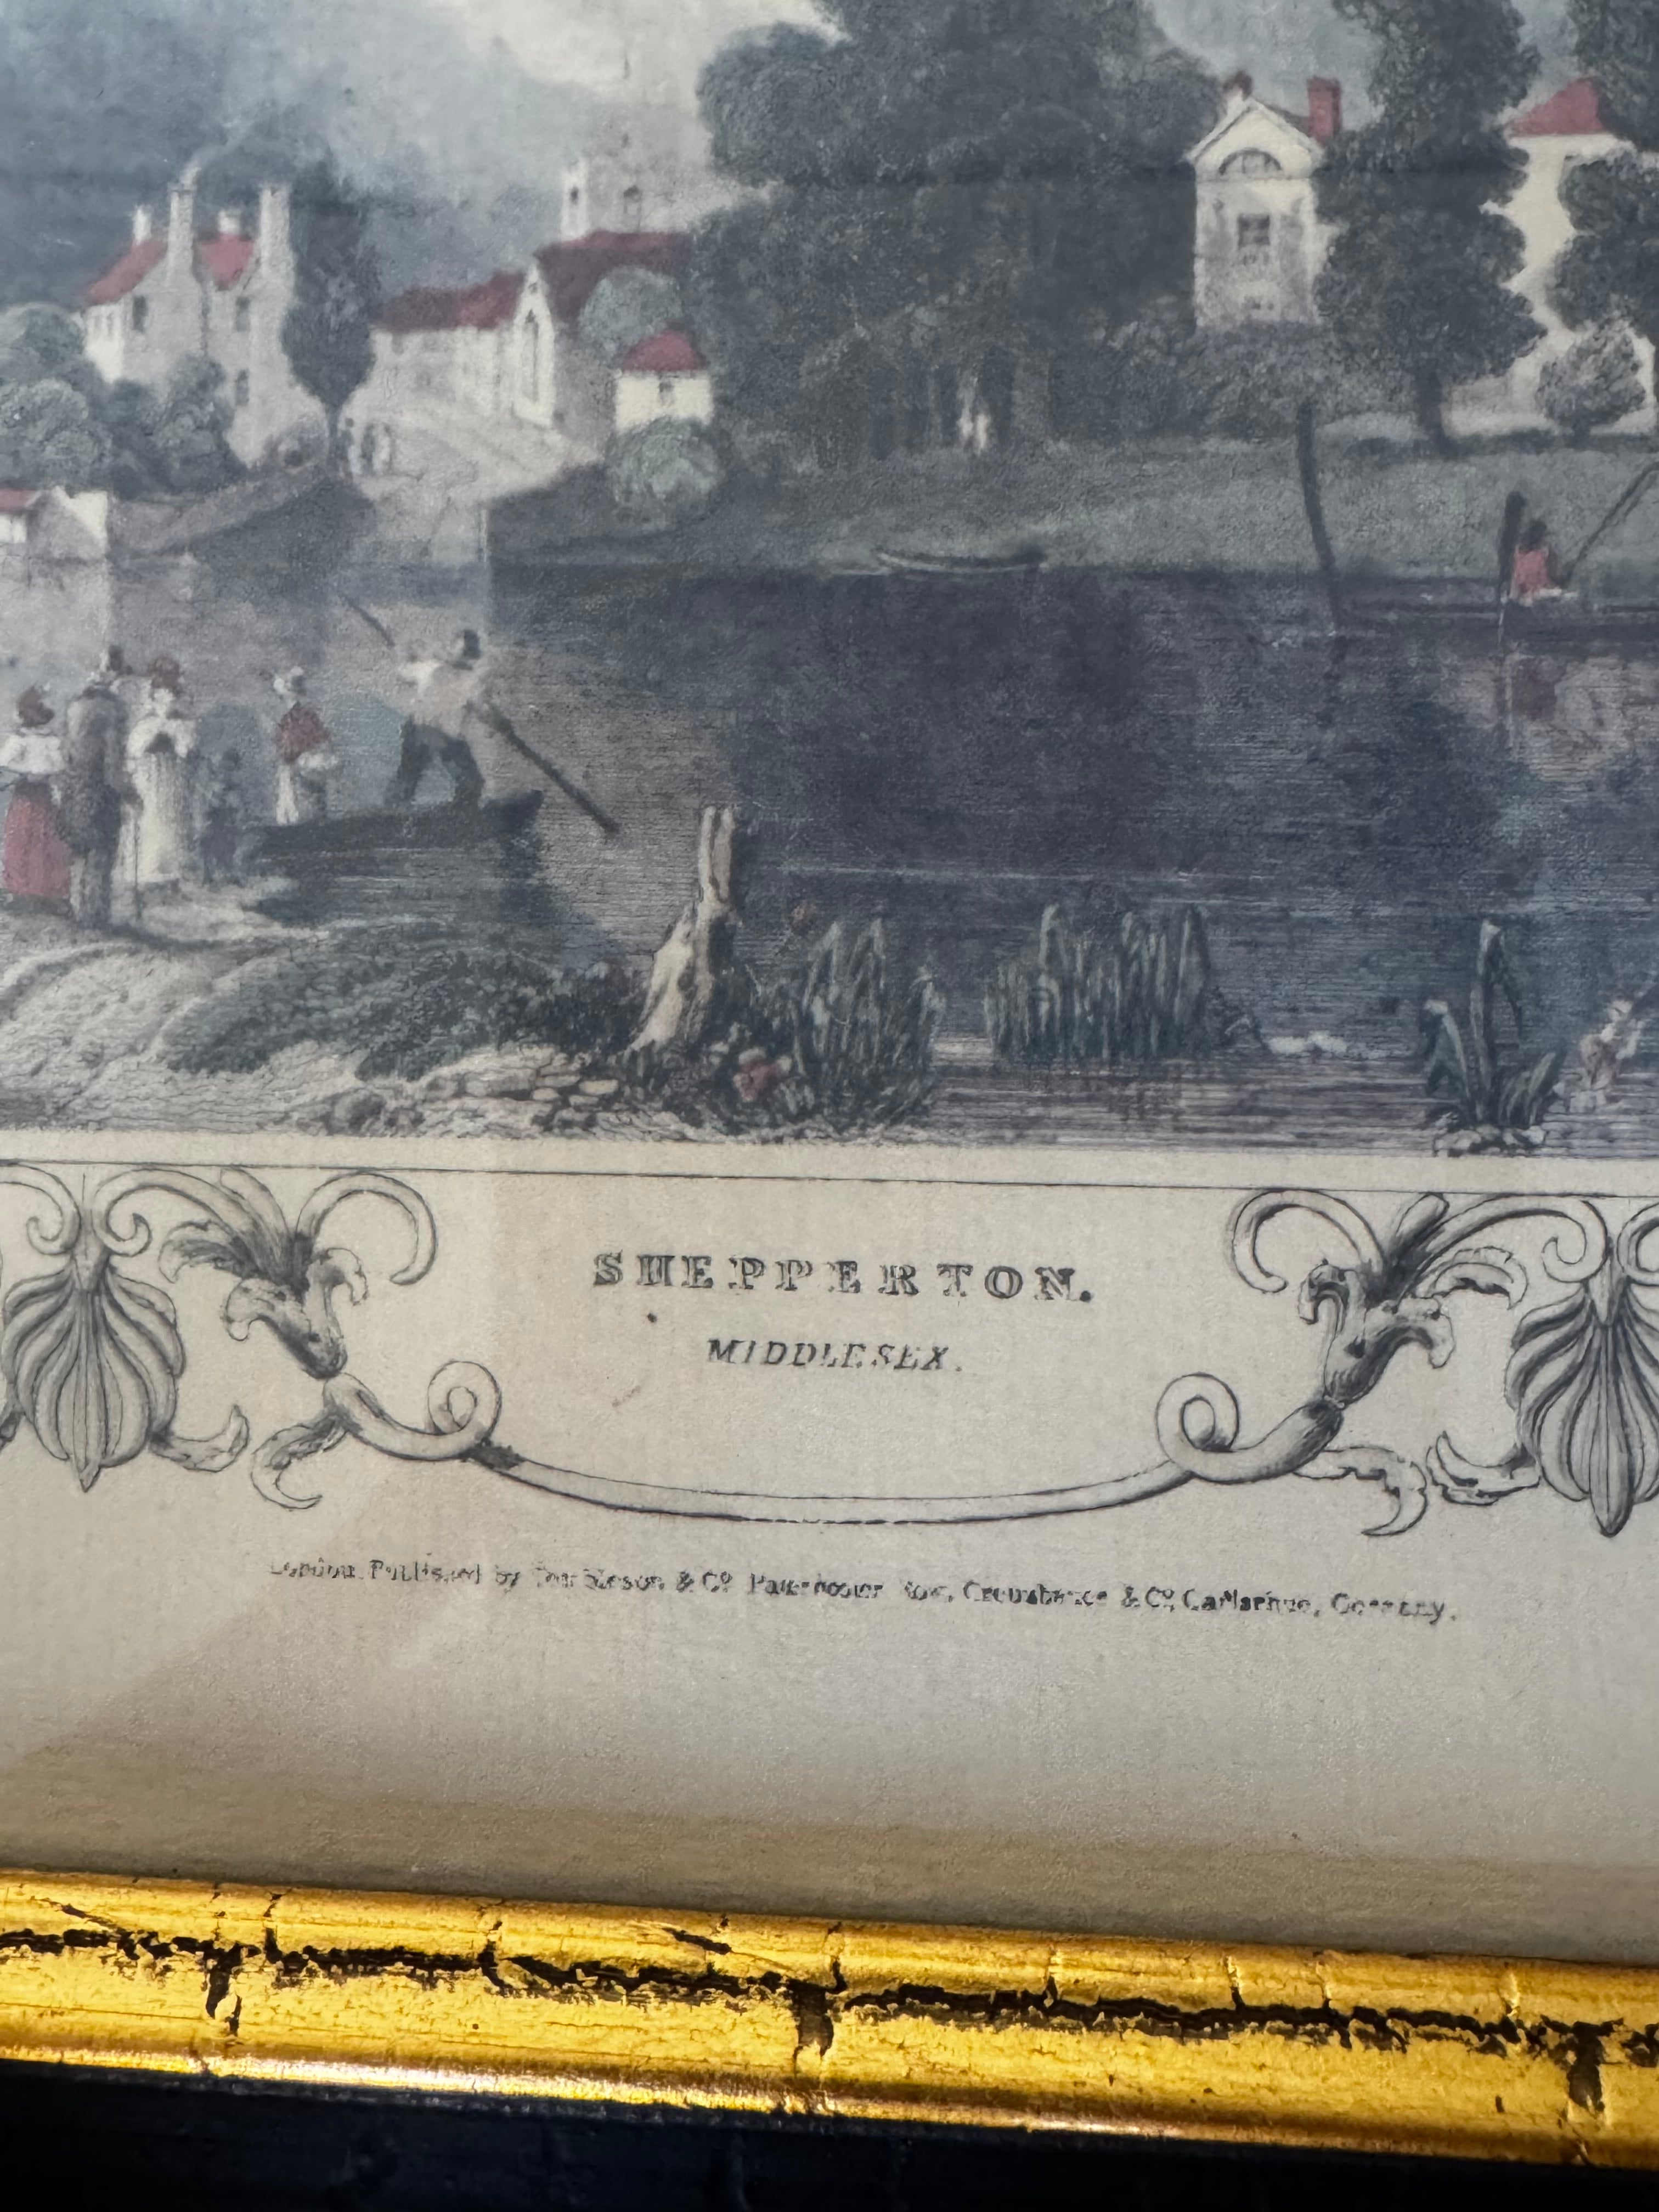 SHEPPERTON.
MIDDLESEX.
London. Published by Tombleson & Co. Paternoster Row, Creuzbauer & Co. Carlsruhe, Germany.